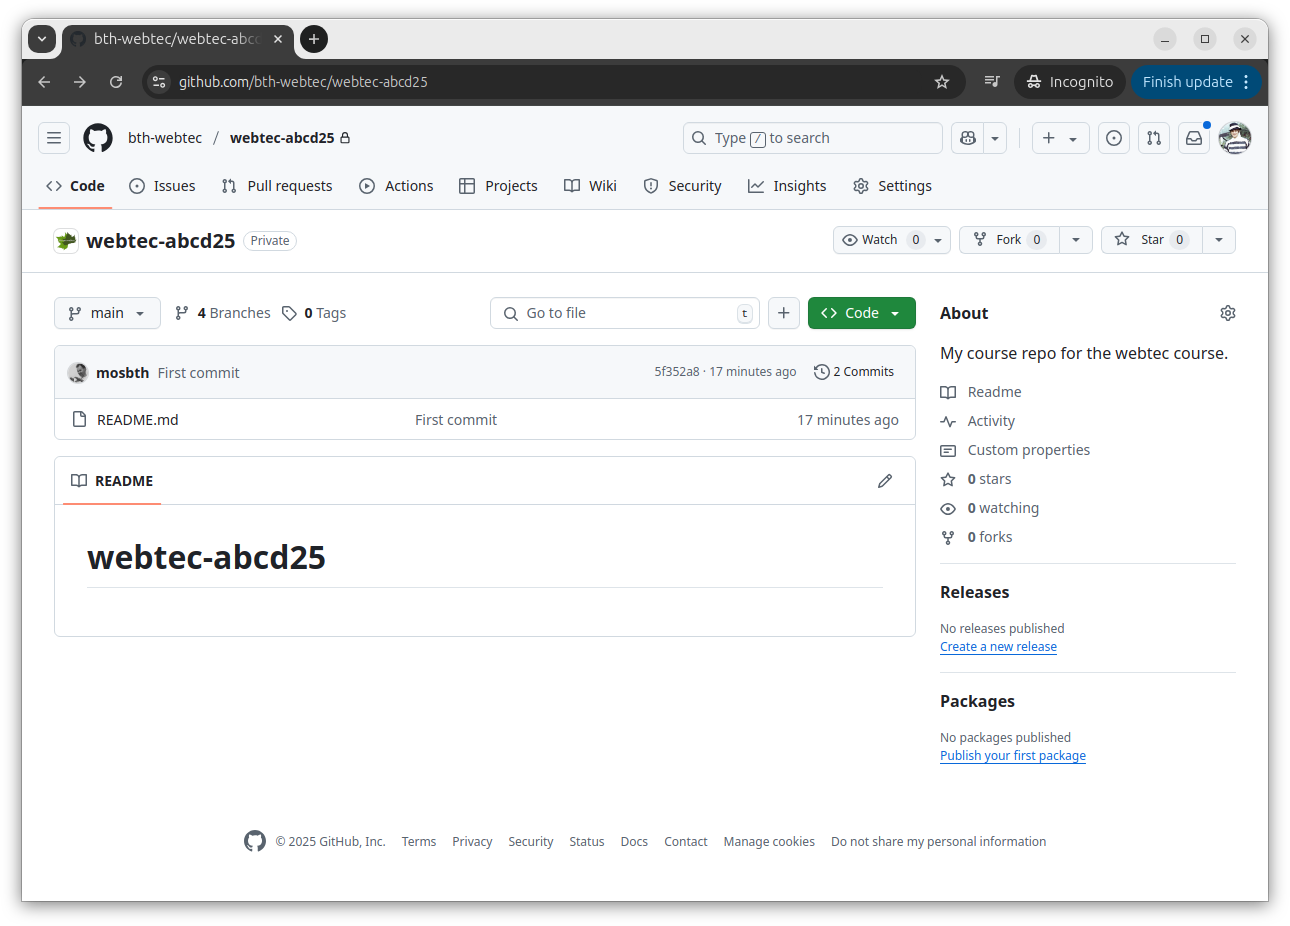 bth-webtec/webtec-abcd
github.com/bth-webtec/webtec-abcd25
Incognito
Finish update
bth-webtec / webtec-abcd25
Type / to search
Code
Issues
Pull requests
Actions
Projects
Wiki
Security
Insights
Settings
webtec-abcd25 Private
Watch 0
Fork 0
Star 0
main
4 Branches
0 Tags
Go to file t
Code
mosbth First commit
5f352a8 · 17 minutes ago
2 Commits
README.md First commit 17 minutes ago
README
webtec-abcd25
About
My course repo for the webtec course.
Readme
Activity
Custom properties
0 stars
0 watching
0 forks
Releases
No releases published
Create a new release
Packages
No packages published
Publish your first package
© 2025 GitHub, Inc. Terms Privacy Security Status Docs Contact Manage cookies Do not share my personal information